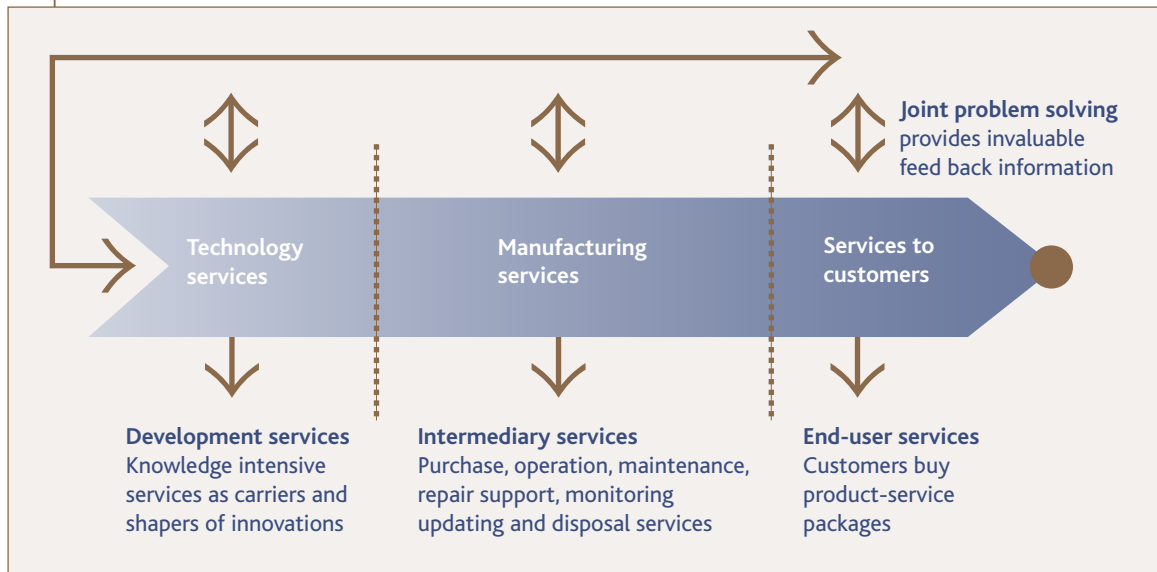 Joint problem solving
provides invaluable
feed back information
Technology
services
Manufacturing
services
Services to
customers
Development services
Knowledge intensive
services as carriers and
shapers of innovations
Intermediary services
Purchase, operation, maintenance,
repair support, monitoring
updating and disposal services
End-user services
Customers buy
product-service
packages